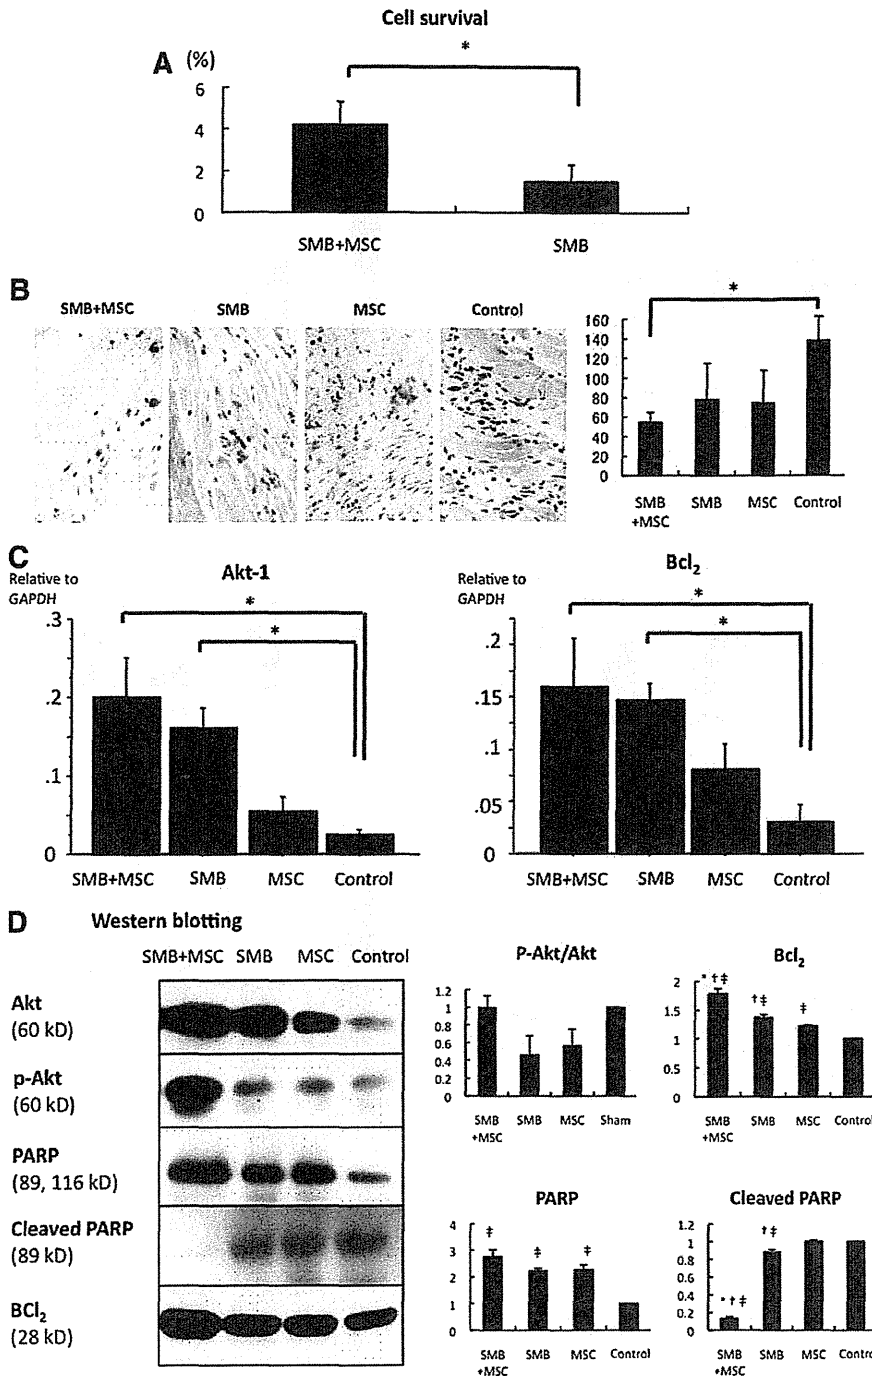 Cell survival
A (%)
*
6
4
2
0
SMB+MSC SMB
B
SMB+MSC SMB MSC Control
*
160
140
120
100
80
60
40
20
0
SMB +MSC SMB MSC Control
C
Relative to GAPDH
Akt-1
*
*
.3
.2
.1
0
SMB+MSC SMB MSC Control
Relative to GAPDH
Bcl2
*
*
.2
.15
.1
.05
0
SMB+MSC SMB MSC Control
D Western blotting
SMB+MSC SMB MSC Control
Akt
(60 kD)
p-Akt
(60 kD)
PARP
(89, 116 kD)
Cleaved PARP
(89 kD)
BCl2
(28 kD)
P-Akt/Akt
1.2
1
0.8
0.6
0.4
0.2
0
SMB +MSC SMB MSC Sham
Bcl2
* † ‡
† ‡
‡
2
1.5
1
0.5
0
SMB +MSC SMB MSC Control
PARP
‡
‡
‡
4
3
2
1
0
SMB +MSC SMB MSC Control
Cleaved PARP
* † ‡
† ‡
1.2
1
0.8
0.6
0.4
0.2
0
SMB +MSC SMB MSC Control